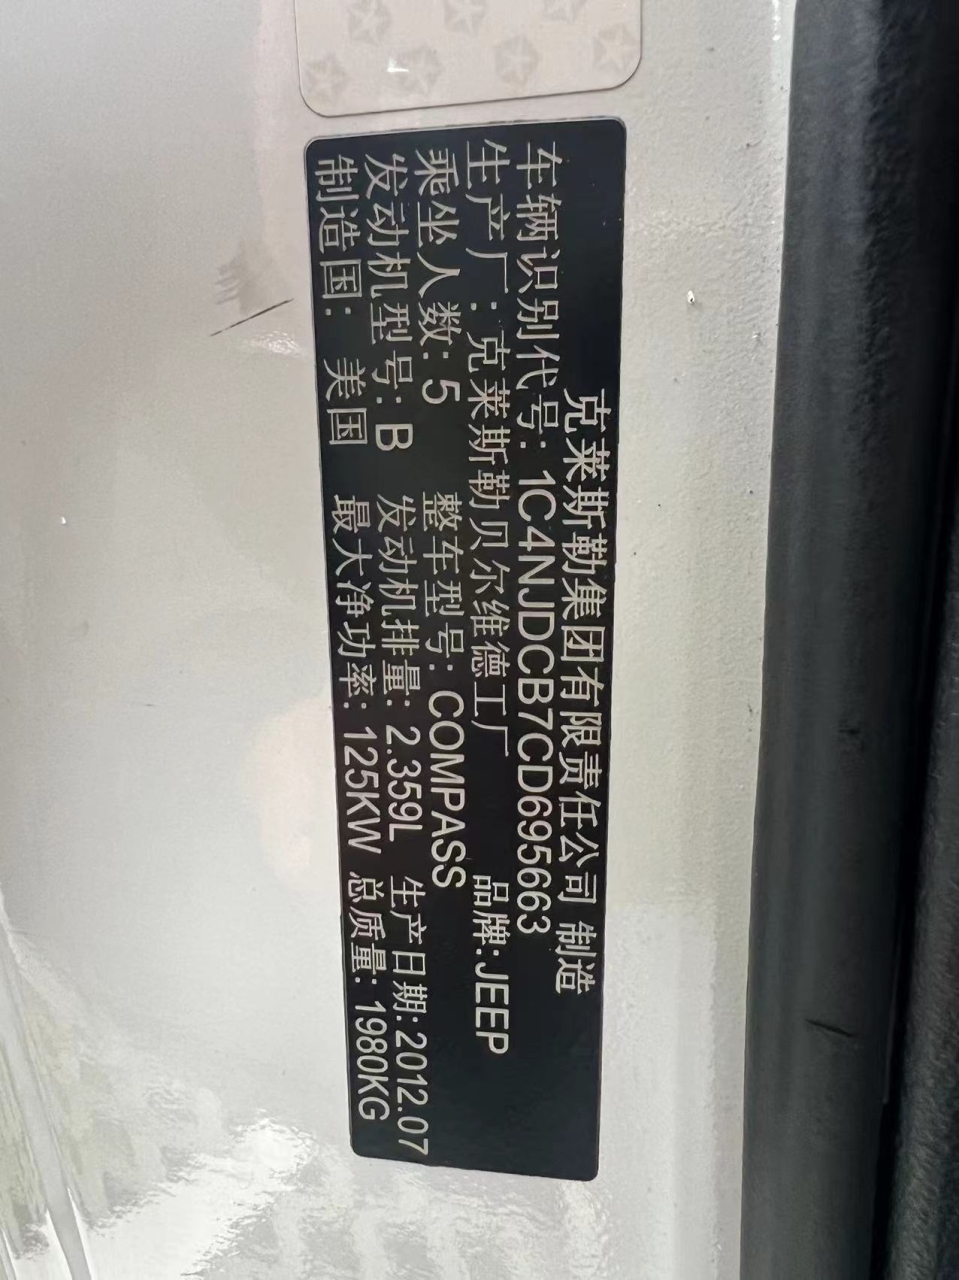 克莱斯勒集团有限责任公司 制造
车辆识别代号: 1C4NJDCB7CD695663
生产厂: 克莱斯勒贝尔维德工厂 品牌: JEEP
乘坐人数: 5 整车型号: COMPASS
发动机型号: B 发动机排量: 2.359L 生产日期: 2012.07
制造国: 美国 最大净功率: 125KW 总质量: 1980KG